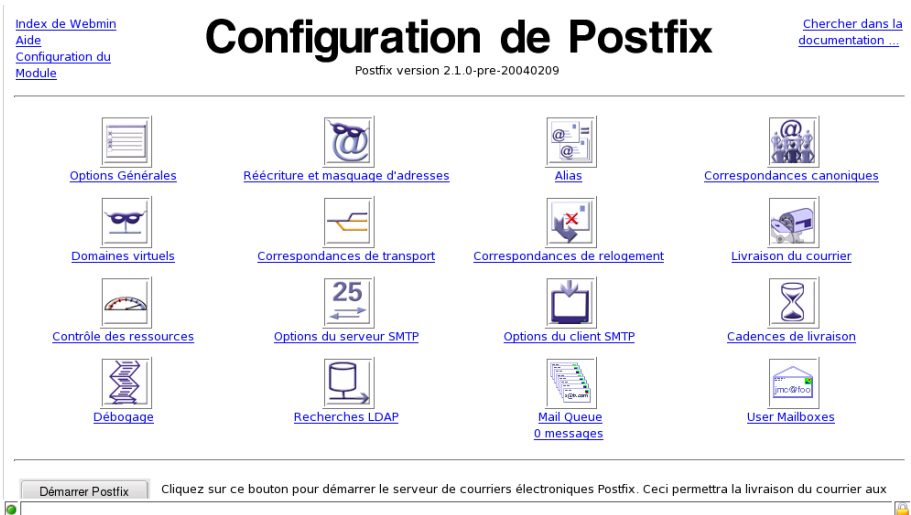 Index de Webmin
Aide
Configuration du
Module
Configuration de Postfix
Postfix version 2.1.0-pre-20040209
Chercher dans la
documentation ...
Options Générales
Réécriture et masquage d'adresses
Alias
Correspondances canoniques
Domaines virtuels
Correspondances de transport
Correspondances de relogement
Livraison du courrier
25
Contrôle des ressources
Options du serveur SMTP
Options du client SMTP
Cadences de livraison
jmc@foo
Débogage
Recherches LDAP
Mail Queue
0 messages
User Mailboxes
Démarrer Postfix
Cliquez sur ce bouton pour démarrer le serveur de courriers électroniques Postfix. Ceci permettra la livraison du courrier aux